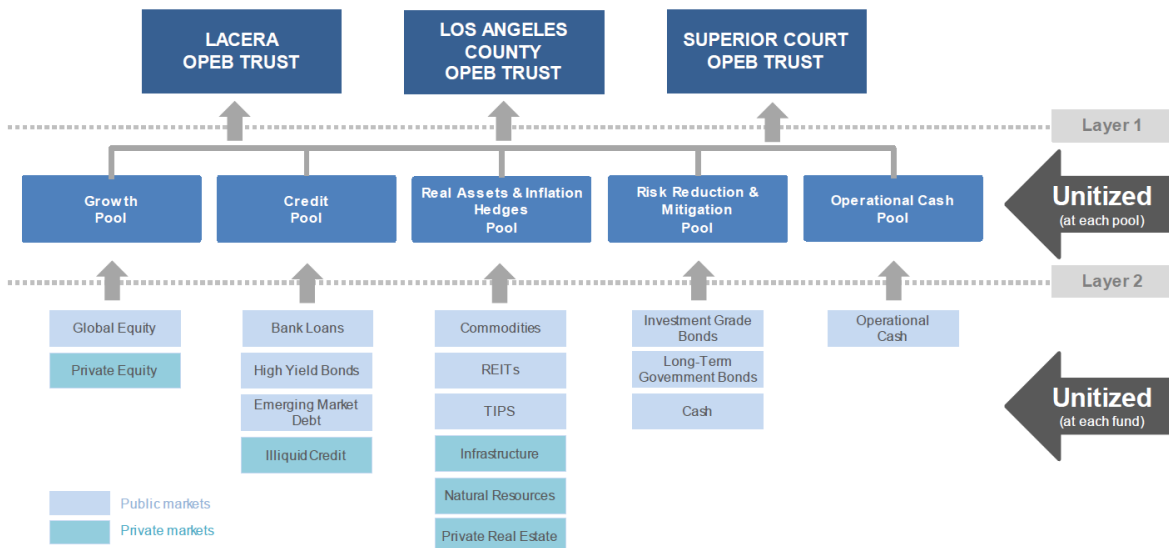 LACERA
OPEB TRUST
LOS ANGELES
COUNTY
OPEB TRUST
SUPERIOR COURT
OPEB TRUST
Layer 1
Growth
Pool
Credit
Pool
Real Assets & Inflation
Hedges
Pool
Risk Reduction &
Mitigation
Pool
Operational Cash
Pool
Unitized
(at each pool)
Layer 2
Global Equity
Private Equity
Bank Loans
High Yield Bonds
Emerging Market
Debt
Illiquid Credit
Commodities
REITs
TIPS
Infrastructure
Natural Resources
Private Real Estate
Investment Grade
Bonds
Long-Term
Government Bonds
Cash
Operational
Cash
Unitized
(at each fund)
Public markets
Private markets